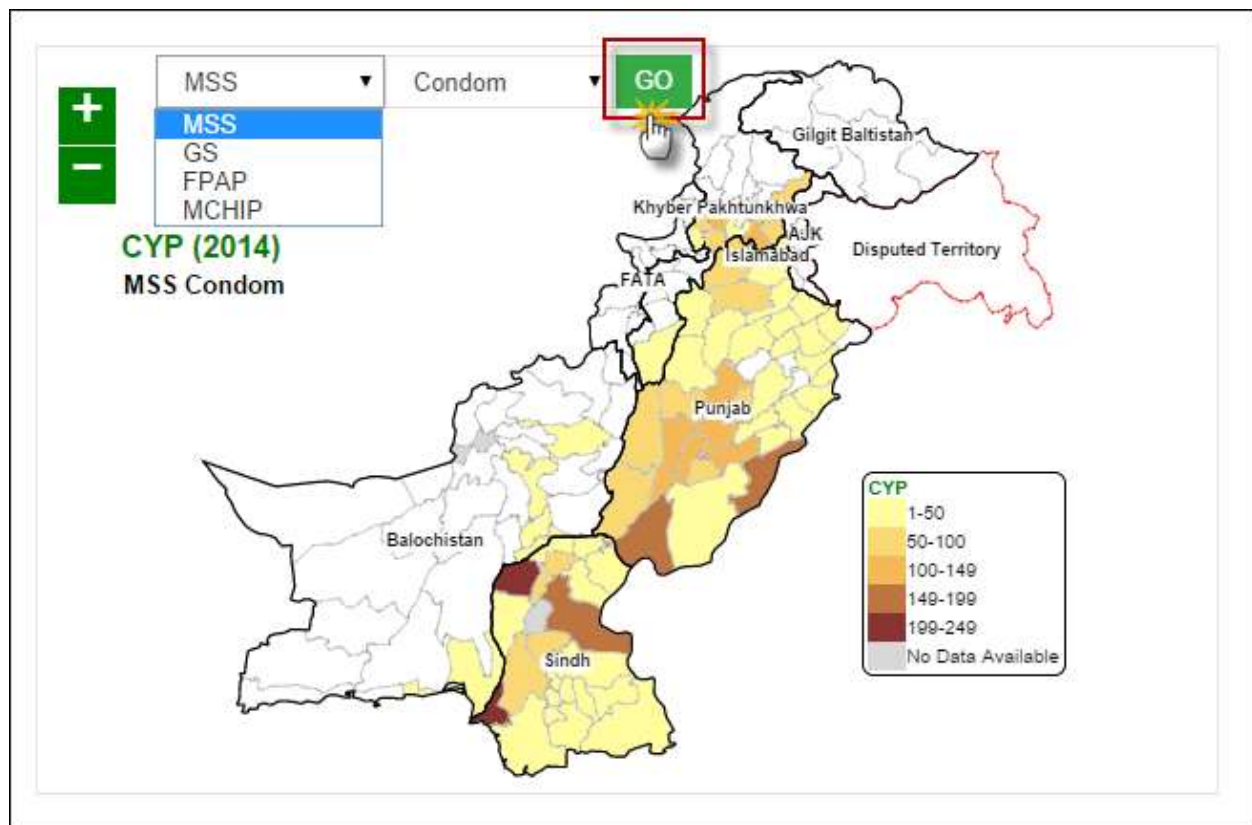 MSS
Condom
GO
+
MSS
GS
−
FPAP
MCHIP
CYP (2014)
MSS Condom
Gilgit Baltistan
Khyber Pakhtunkhwa
AJK
Islamabad
Disputed Territory
FATA
Punjab
Balochistan
Sindh
CYP
1-50
50-100
100-149
149-199
199-249
No Data Available